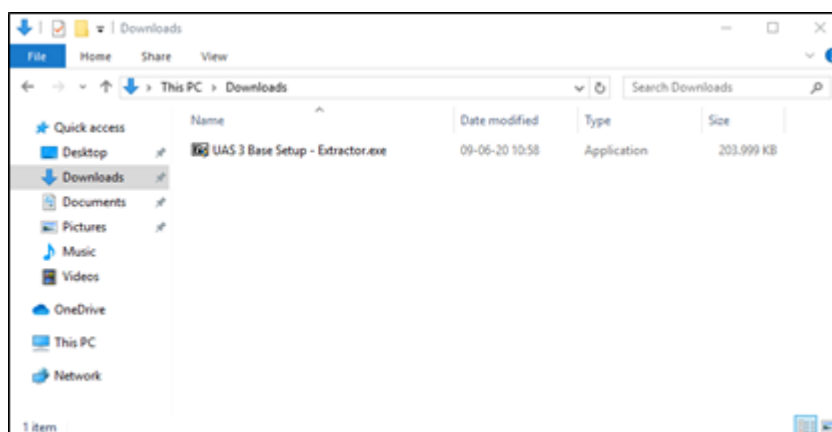 Downloads
File Home Share View
This PC > Downloads Search Downloads
Name Date modified Type Size
UAS 3 Base Setup - Extractor.exe 09-06-20 10:58 Application 203.999 KB
Quick access
Desktop
Downloads
Documents
Pictures
Music
Videos
OneDrive
This PC
Network
1 item